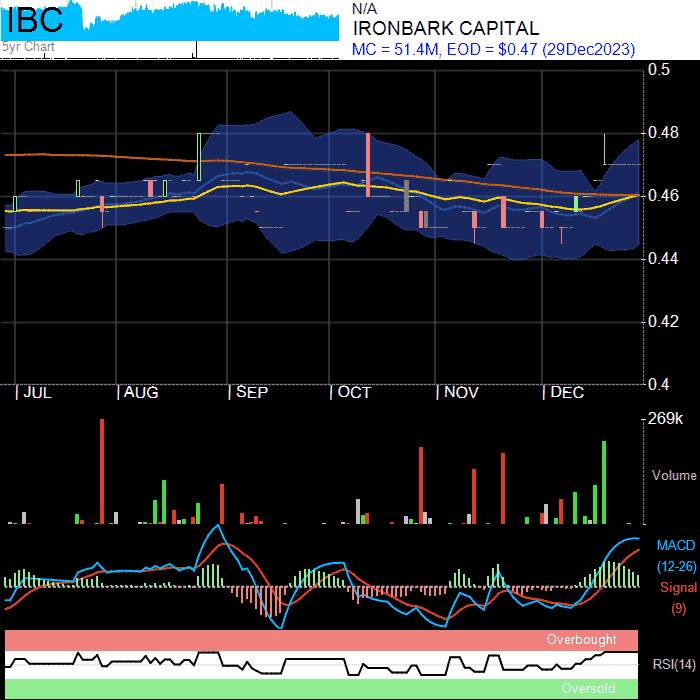 IBC
N/A
IRONBARK CAPITAL
5yr Chart
MC = 51.4M, EOD = $0.47 (29Dec2023)
0.5
0.48
0.46
0.44
0.42
0.4
JUL AUG SEP OCT NOV DEC
269k
Volume
MACD
(12-26)
Signal
(9)
Overbought
RSI(14)
Oversold